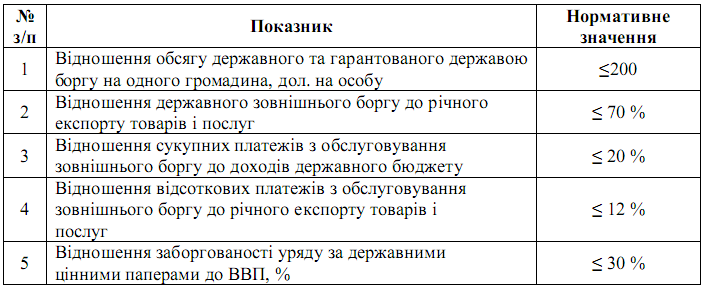 №
з/п
Показник
Нормативне
значення
1
Відношення обсягу державного та гарантованого державою
боргу на одного громадина, дол. на особу
≤200
2
Відношення державного зовнішнього боргу до річного
експорту товарів і послуг
≤ 70 %
3
Відношення сукупних платежів з обслуговування
зовнішнього боргу до доходів державного бюджету
≤ 20 %
4
Відношення відсоткових платежів з обслуговування
зовнішнього боргу до річного експорту товарів і
послуг
≤ 12 %
5
Відношення заборгованості уряду за державними
цінними паперами до ВВП, %
≤ 30 %